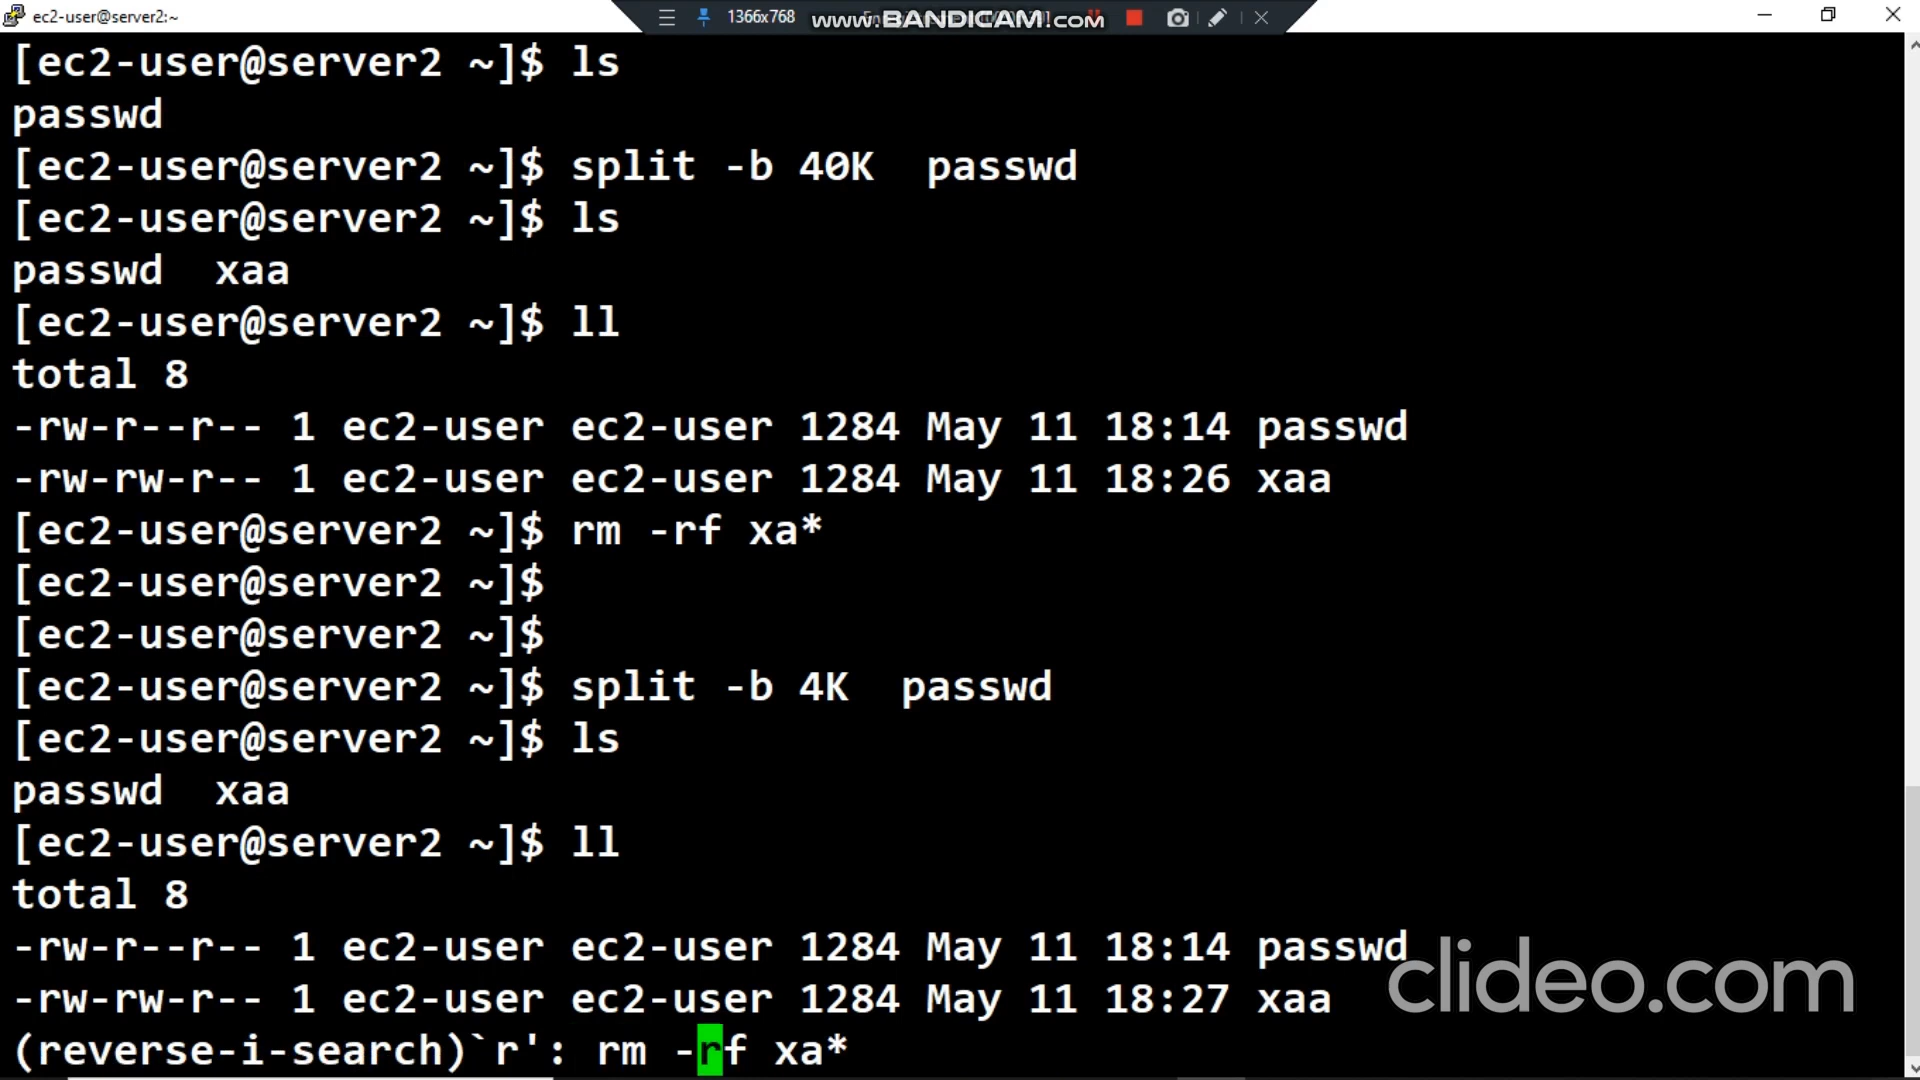 ec2-user@server2:~
1366x768
www.BANDICAM.com
[ec2-user@server2 ~]$ ls
passwd
[ec2-user@server2 ~]$ split -b 40K  passwd
[ec2-user@server2 ~]$ ls
passwd  xaa
[ec2-user@server2 ~]$ ll
total 8
-rw-r--r-- 1 ec2-user ec2-user 1284 May 11 18:14 passwd
-rw-rw-r-- 1 ec2-user ec2-user 1284 May 11 18:26 xaa
[ec2-user@server2 ~]$ rm -rf xa*
[ec2-user@server2 ~]$
[ec2-user@server2 ~]$
[ec2-user@server2 ~]$ split -b 4K  passwd
[ec2-user@server2 ~]$ ls
passwd  xaa
[ec2-user@server2 ~]$ ll
total 8
-rw-r--r-- 1 ec2-user ec2-user 1284 May 11 18:14 passwd
-rw-rw-r-- 1 ec2-user ec2-user 1284 May 11 18:27 xaa
(reverse-i-search)`r': rm -rf xa*
clideo.com